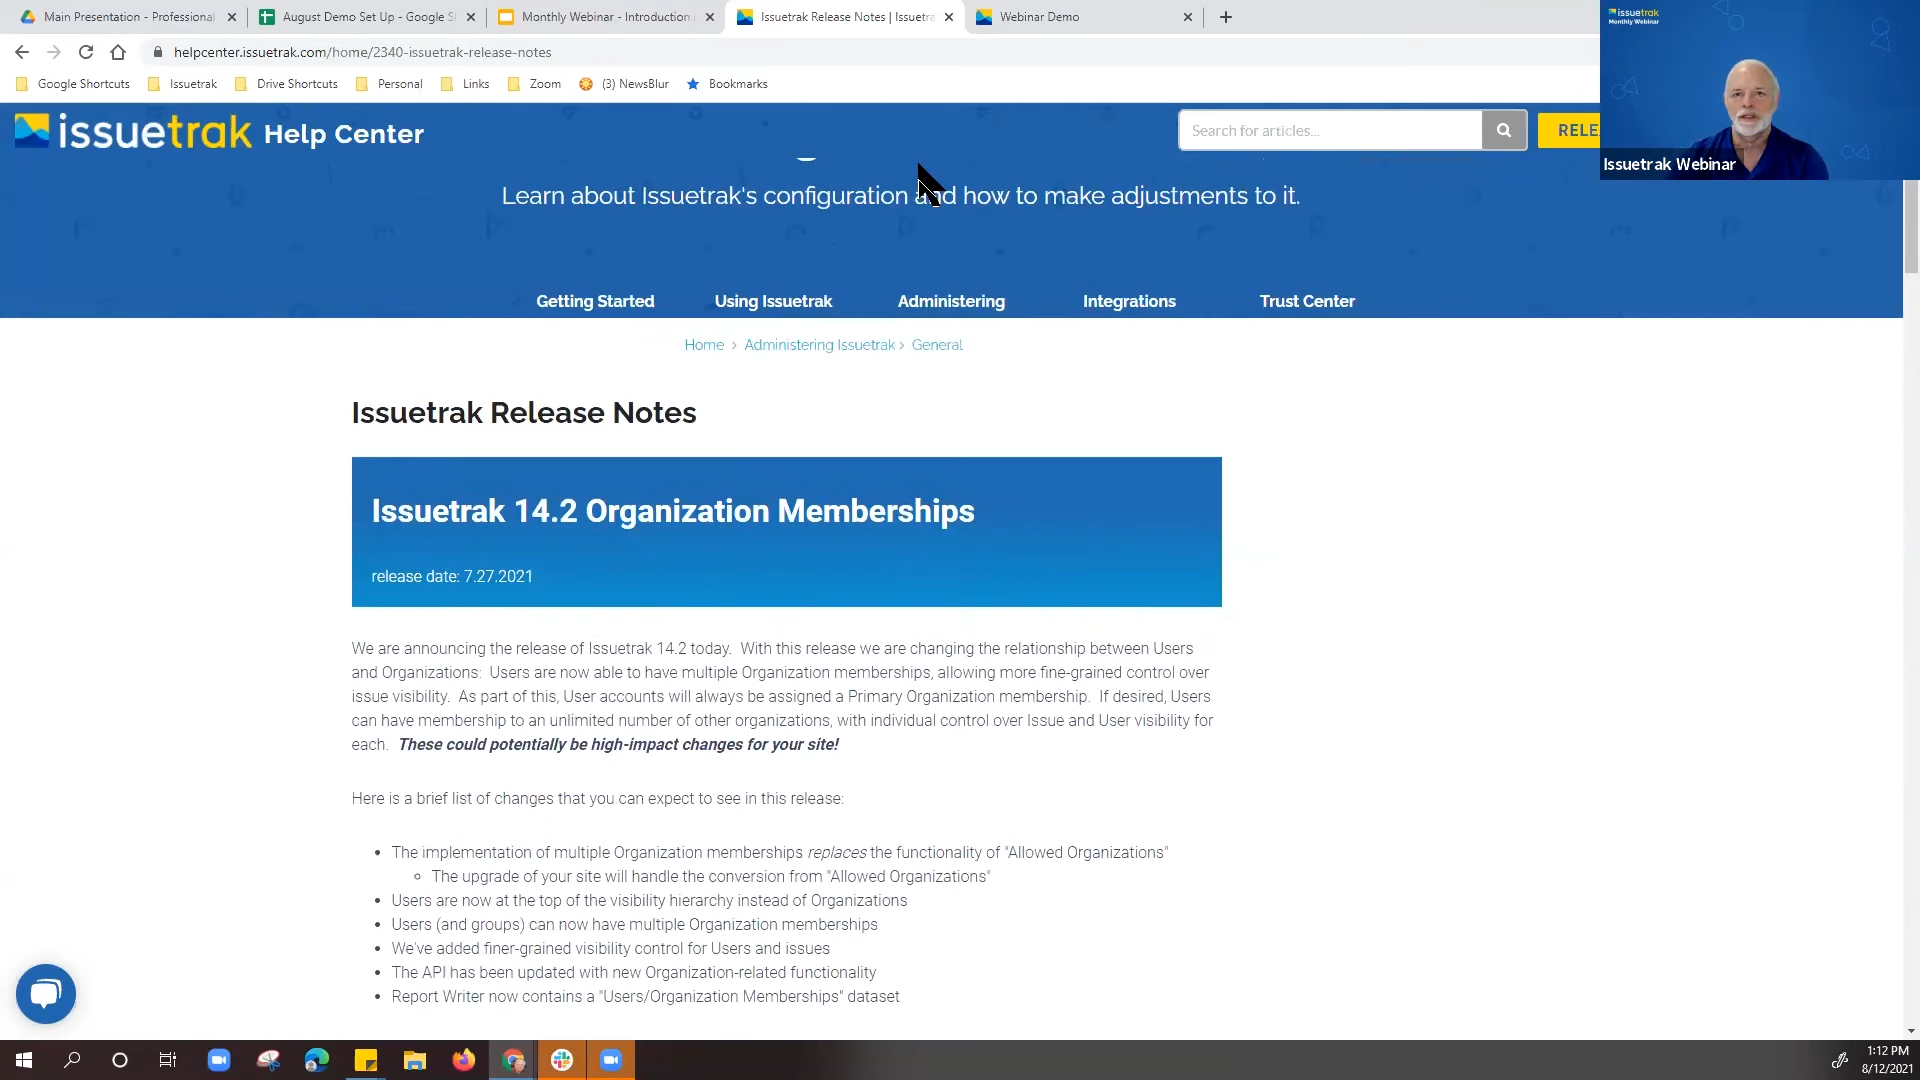 Main Presentation - Professional
August Demo Set Up - Google S
Monthly Webinar - Introduction
Issuetrak Release Notes | Issuetra
Webinar Demo
helpcenter.issuetrak.com/home/2340-issuetrak-release-notes
Google Shortcuts
Issuetrak
Drive Shortcuts
Personal
Links
Zoom
(3) NewsBlur
Bookmarks
issuetrak
Monthly Webinar
Issuetrak Webinar
issuetrak Help Center
Search for articles...
RELE
Learn about Issuetrak's configuration and how to make adjustments to it.
Getting Started
Using Issuetrak
Administering
Integrations
Trust Center
Home > Administering Issuetrak > General
Issuetrak Release Notes
Issuetrak 14.2 Organization Memberships
release date: 7.27.2021
We are announcing the release of Issuetrak 14.2 today. With this release we are changing the relationship between Users
and Organizations: Users are now able to have multiple Organization memberships, allowing more fine-grained control over
issue visibility. As part of this, User accounts will always be assigned a Primary Organization membership. If desired, Users
can have membership to an unlimited number of other organizations, with individual control over Issue and User visibility for
each. These could potentially be high-impact changes for your site!
Here is a brief list of changes that you can expect to see in this release:
• The implementation of multiple Organization memberships replaces the functionality of "Allowed Organizations"
◦ The upgrade of your site will handle the conversion from "Allowed Organizations"
• Users are now at the top of the visibility hierarchy instead of Organizations
• Users (and groups) can now have multiple Organization memberships
• We've added finer-grained visibility control for Users and issues
• The API has been updated with new Organization-related functionality
• Report Writer now contains a "Users/Organization Memberships" dataset
1:12 PM
8/12/2021